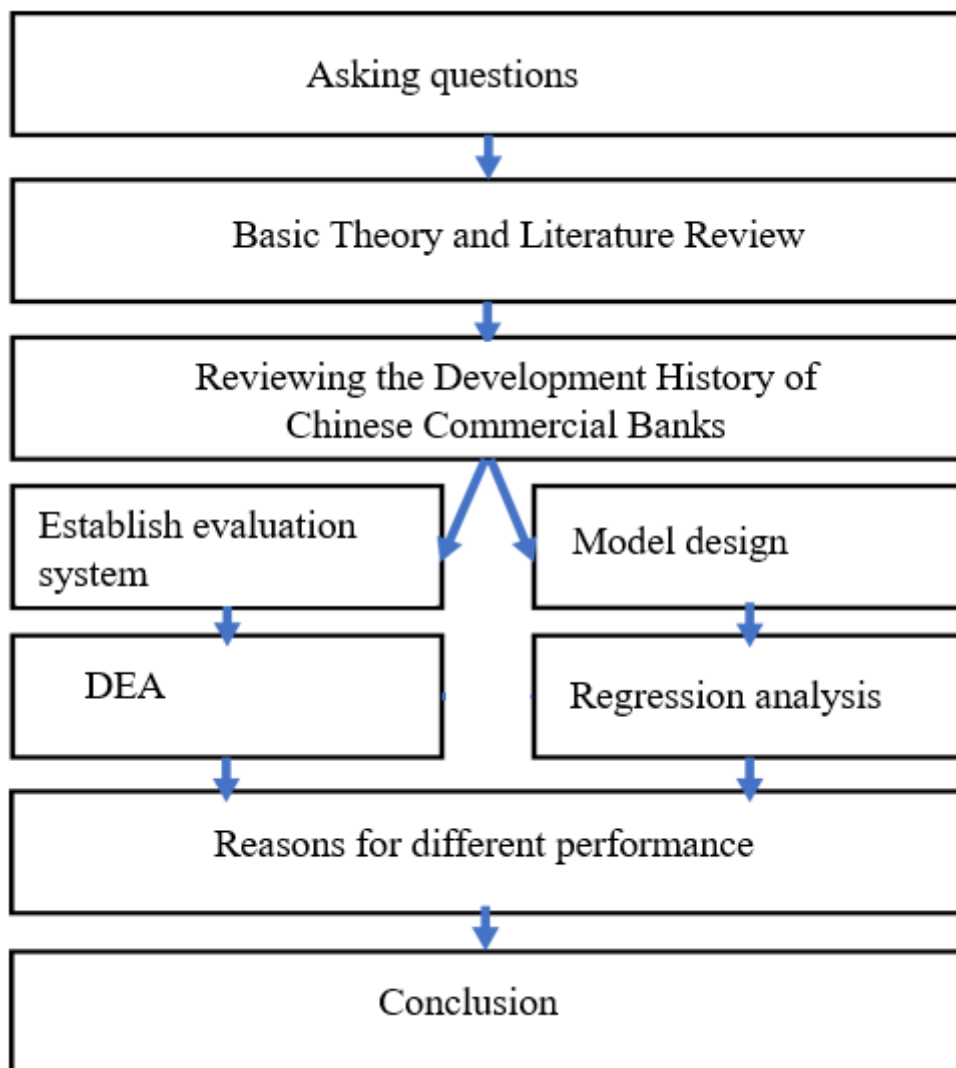 Asking questions
Basic Theory and Literature Review
Reviewing the Development History of
Chinese Commercial Banks
Establish evaluation
system
Model design
DEA
Regression analysis
Reasons for different performance
Conclusion